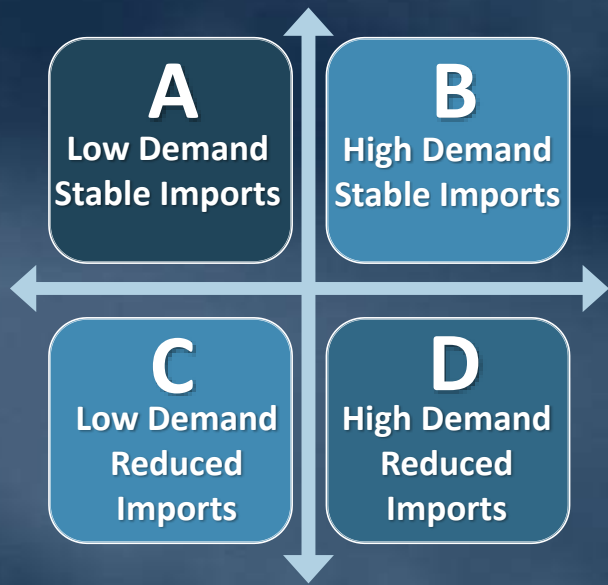 A
Low Demand
Stable Imports
B
High Demand
Stable Imports
C
Low Demand
Reduced
Imports
D
High Demand
Reduced
Imports